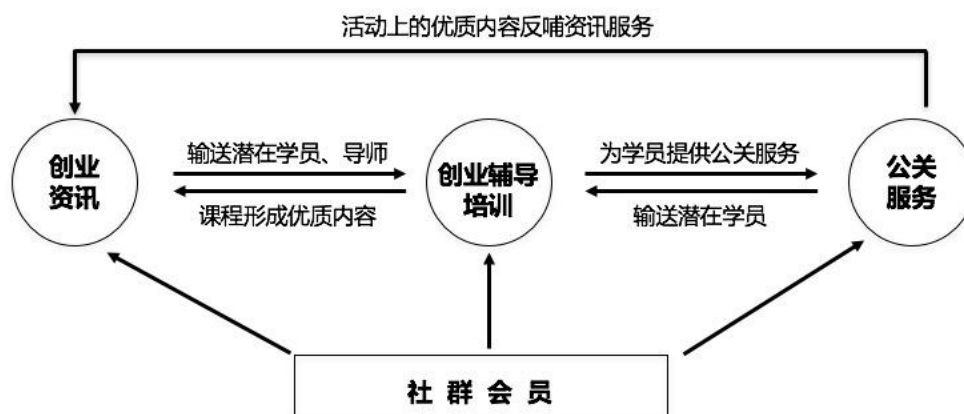 活动上的优质内容反哺资讯服务
创业
资讯
输送潜在学员、导师
课程形成优质内容
创业辅导
培训
为学员提供公关服务
输送潜在学员
公关
服务
社群会员